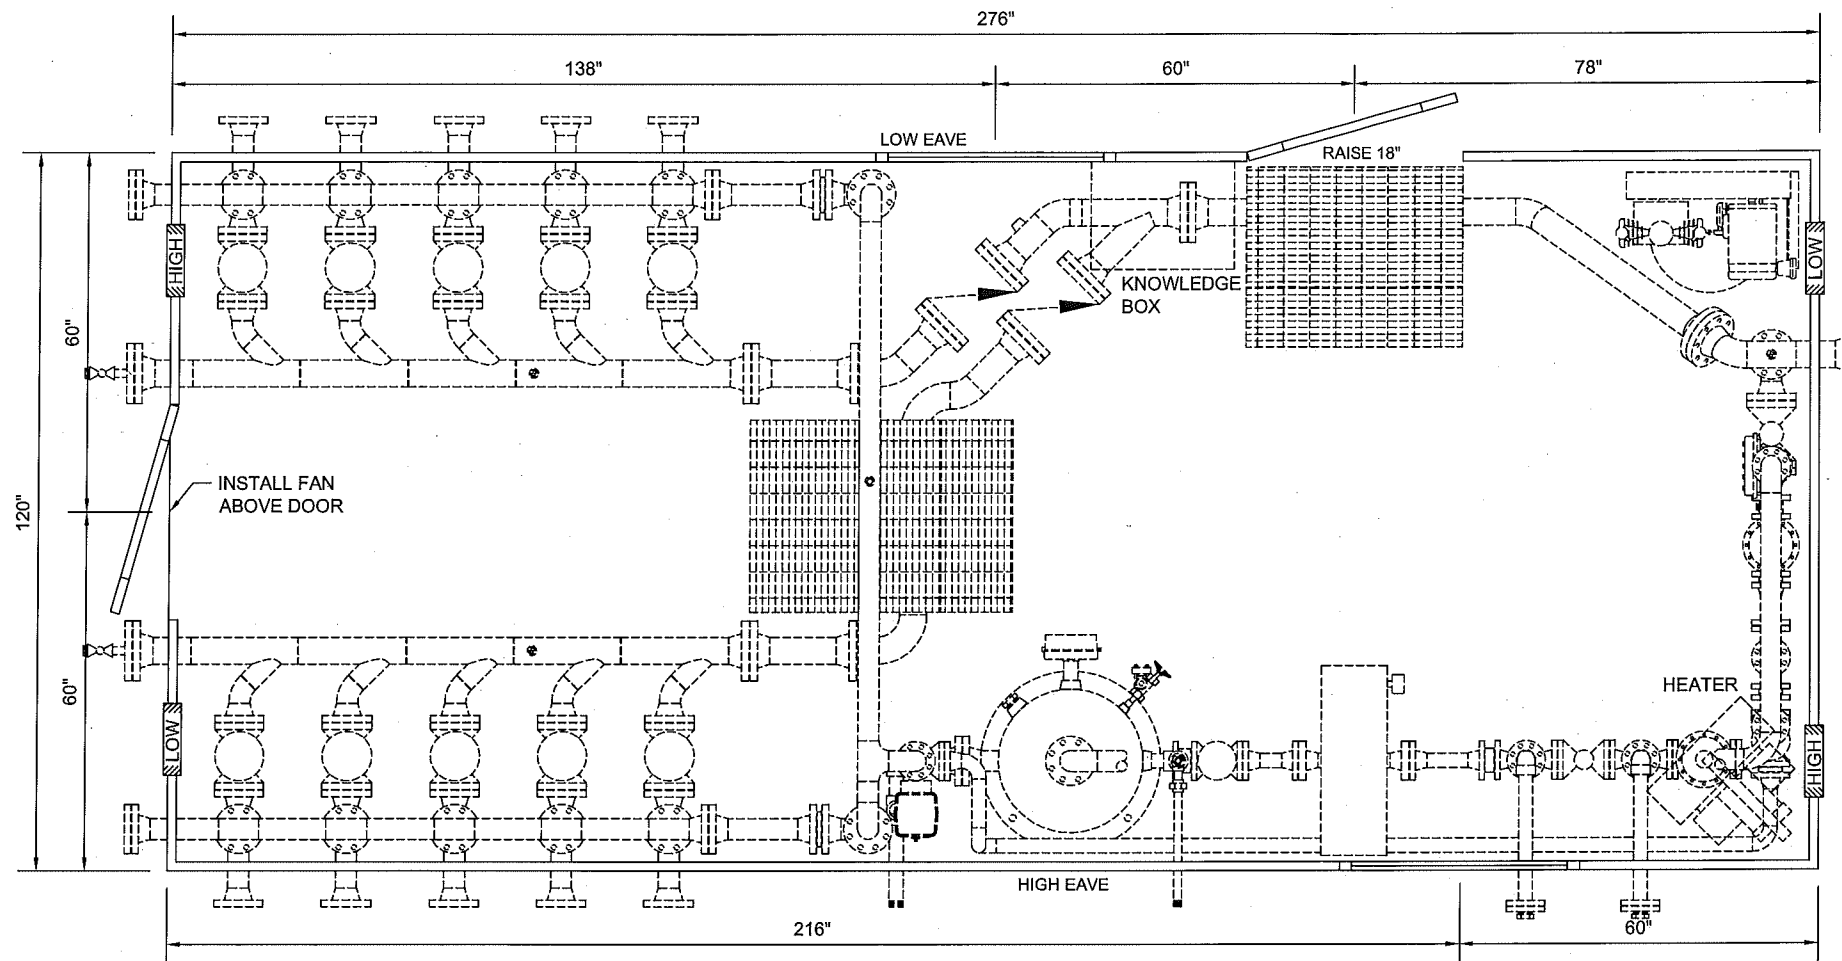 276"
138"
60"
78"
LOW EAVE
RAISE 18"
HIGH
LOW
KNOWLEDGE
BOX
60"
120"
INSTALL FAN
ABOVE DOOR
60"
HEATER
LOW
HIGH
HIGH EAVE
216"
60"